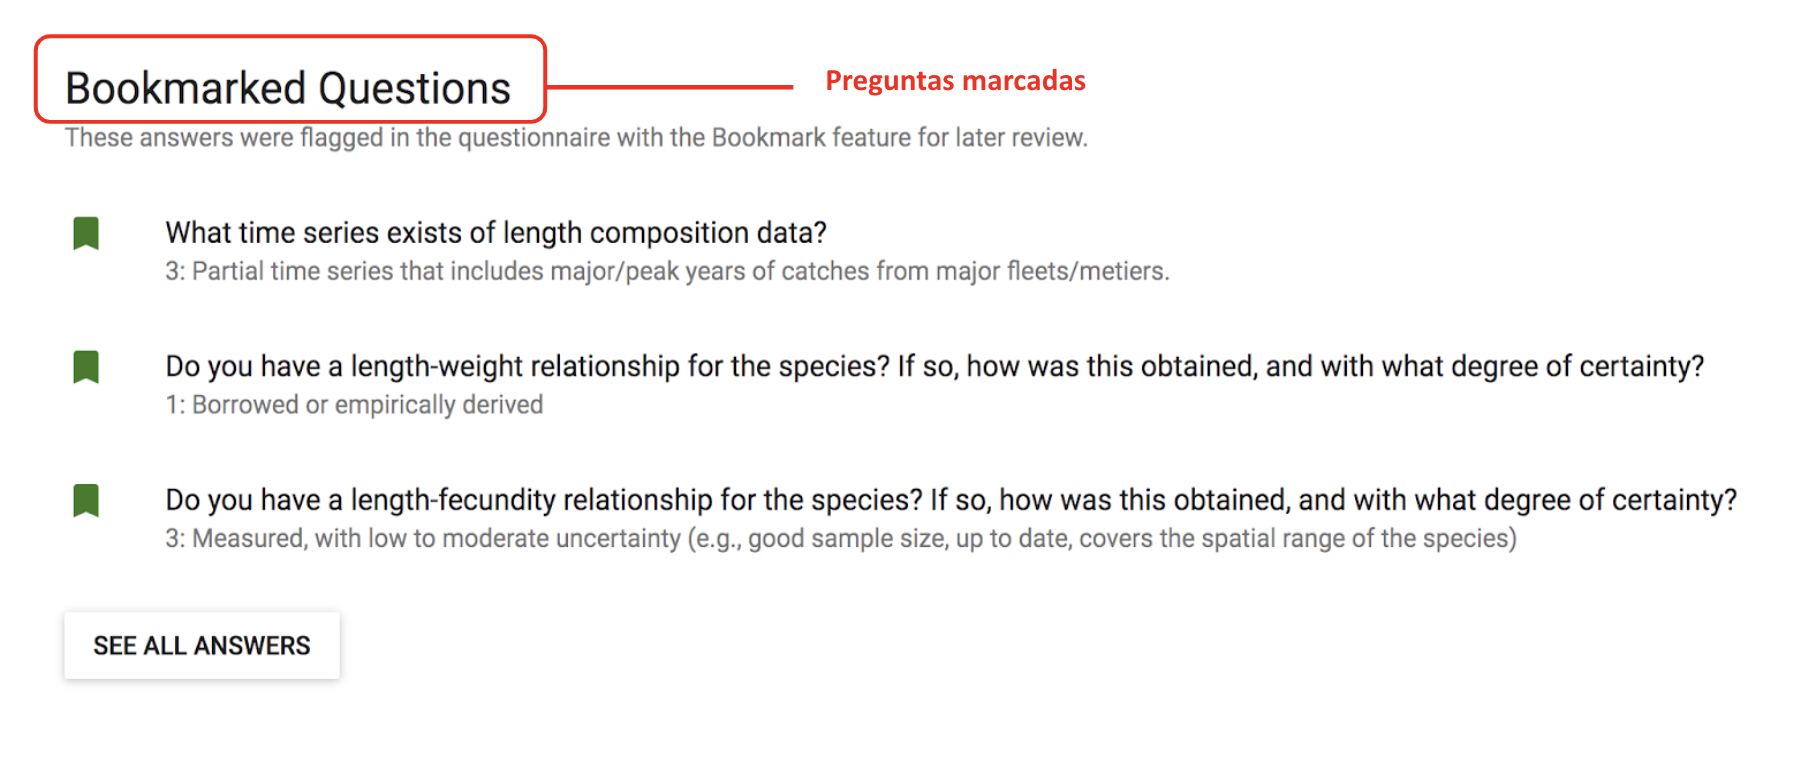 Bookmarked Questions
Preguntas marcadas
These answers were flagged in the questionnaire with the Bookmark feature for later review.
What time series exists of length composition data?
3: Partial time series that includes major/peak years of catches from major fleets/metiers.
Do you have a length-weight relationship for the species? If so, how was this obtained, and with what degree of certainty?
1: Borrowed or empirically derived
Do you have a length-fecundity relationship for the species? If so, how was this obtained, and with what degree of certainty?
3: Measured, with low to moderate uncertainty (e.g., good sample size, up to date, covers the spatial range of the species)
SEE ALL ANSWERS